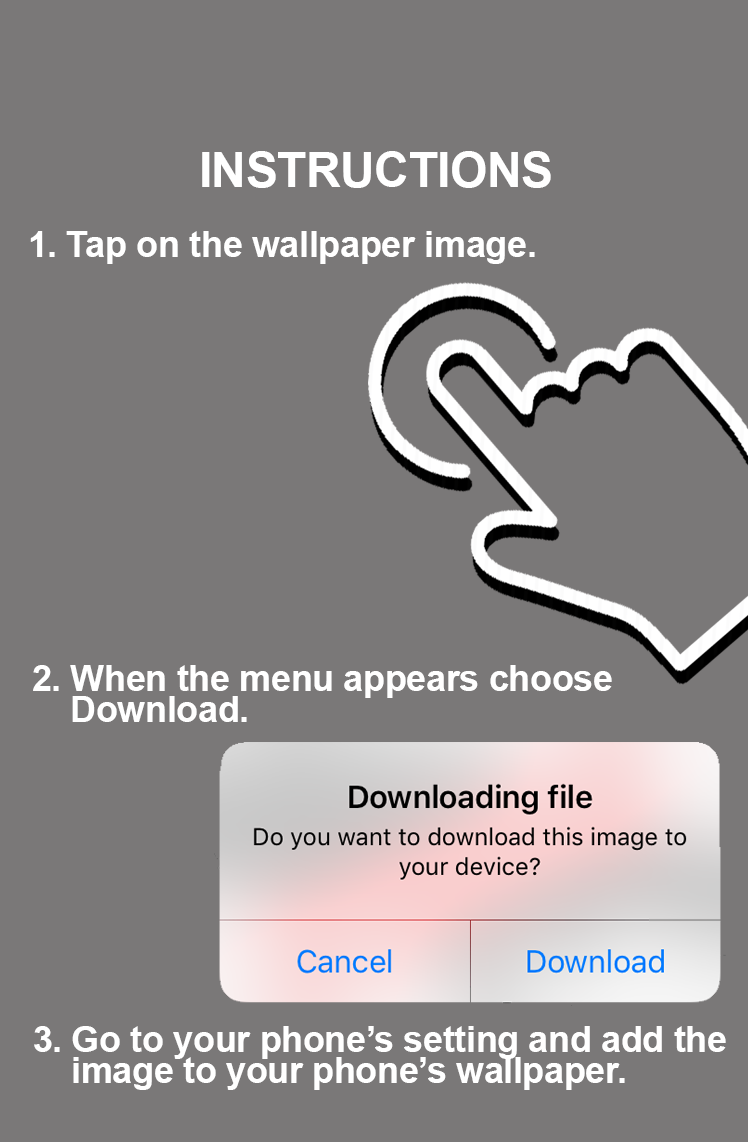 INSTRUCTIONS
1. Tap on the wallpaper image.
2. When the menu appears choose
Download.
Downloading file
Do you want to download this image to
your device?
Cancel
Download
3. Go to your phone’s setting and add the
image to your phone’s wallpaper.